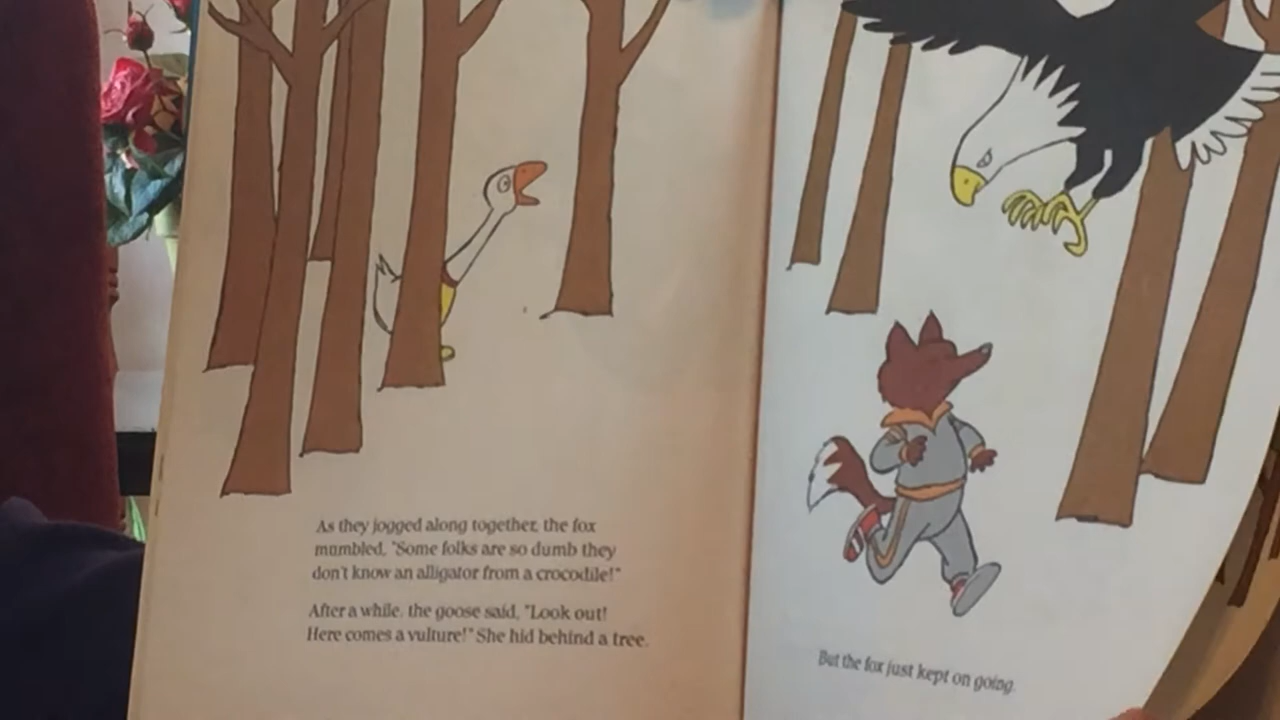 As they jogged along together, the fox
mumbled, "Some folks are so dumb they
don't know an alligator from a crocodile!"
After a while, the goose said, "Look out!
Here comes a vulture!" She hid behind a tree.
But the fox just kept on going.